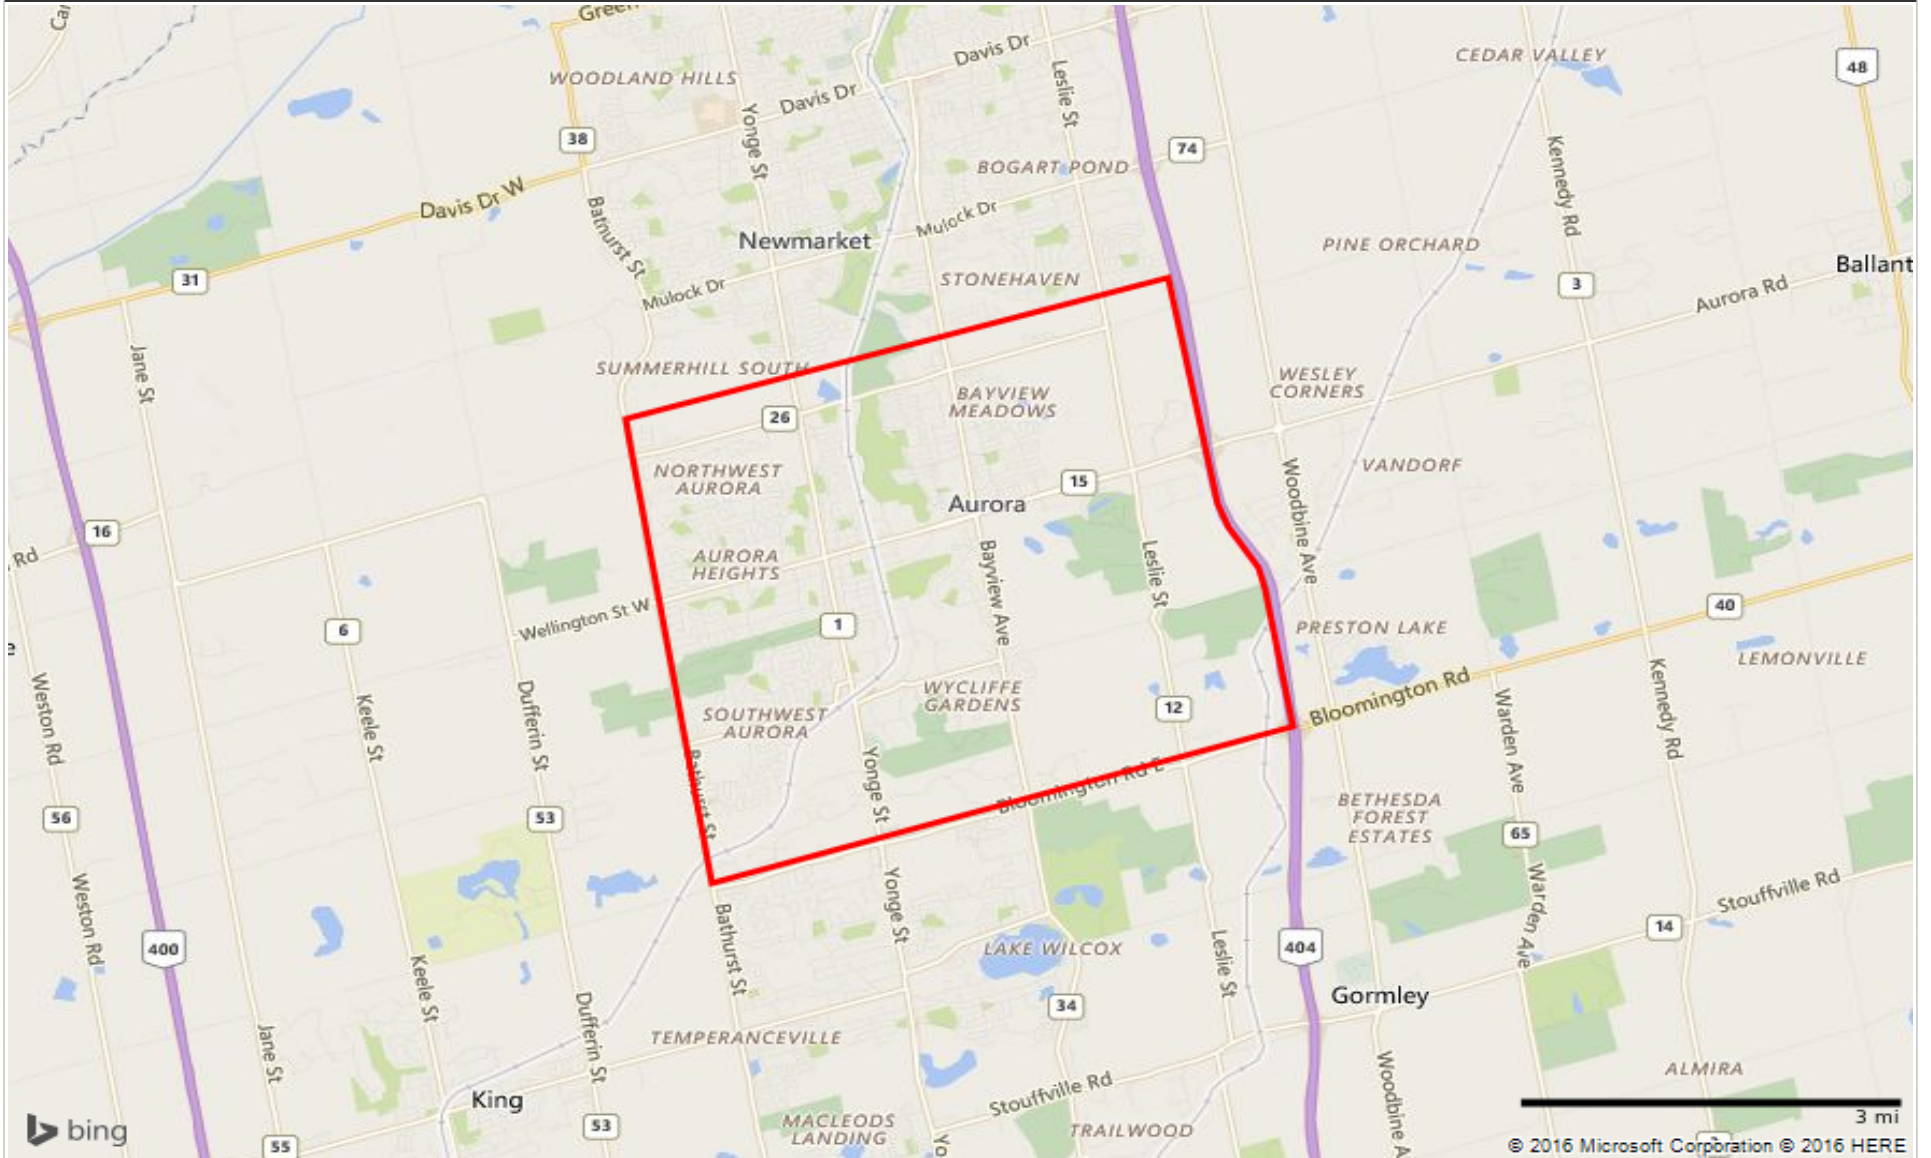 Ca
Green
Davis Dr
CEDAR VALLEY
48
WOODLAND HILLS
Davis Dr
Leslie St
Yonge St
38
74
Kennedy Rd
BOGART POND
Davis Dr W
Bathurst St
Mulock Dr
Newmarket
PINE ORCHARD
Ballant
31
Mulock Dr
STONEHAVEN
3
Aurora Rd
Jane St
SUMMERHILL SOUTH
WESLEY
CORNERS
BAYVIEW
MEADOWS
26
NORTHWEST
AURORA
VANDORF
15
Woodbine Ave
Aurora
16
Rd
AURORA
HEIGHTS
Bayview Ave
Leslie St
Wellington St W
40
6
1
PRESTON LAKE
e
LEMONVILLE
Weston Rd
Keele St
Dufferin St
WYCLIFFE
GARDENS
Bloomington Rd
Kennedy Rd
SOUTHWEST
AURORA
12
Warden Ave
Bathurst St
Yonge St
Bloomington Rd E
56
53
BETHESDA
FOREST
ESTATES
65
Weston Rd
Bathurst St
Yonge St
Warden Ave
Stouffville Rd
400
LAKE WILCOX
Leslie St
404
14
Keele St
Dufferin St
34
Gormley
Jane St
TEMPERANCEVILLE
ALMIRA
King
Stouffville Rd
Woodbine A
3 mi
bing
55
53
MACLEODS
LANDING
Yo
TRAILWOOD
© 2016 Microsoft Corporation © 2016 HERE